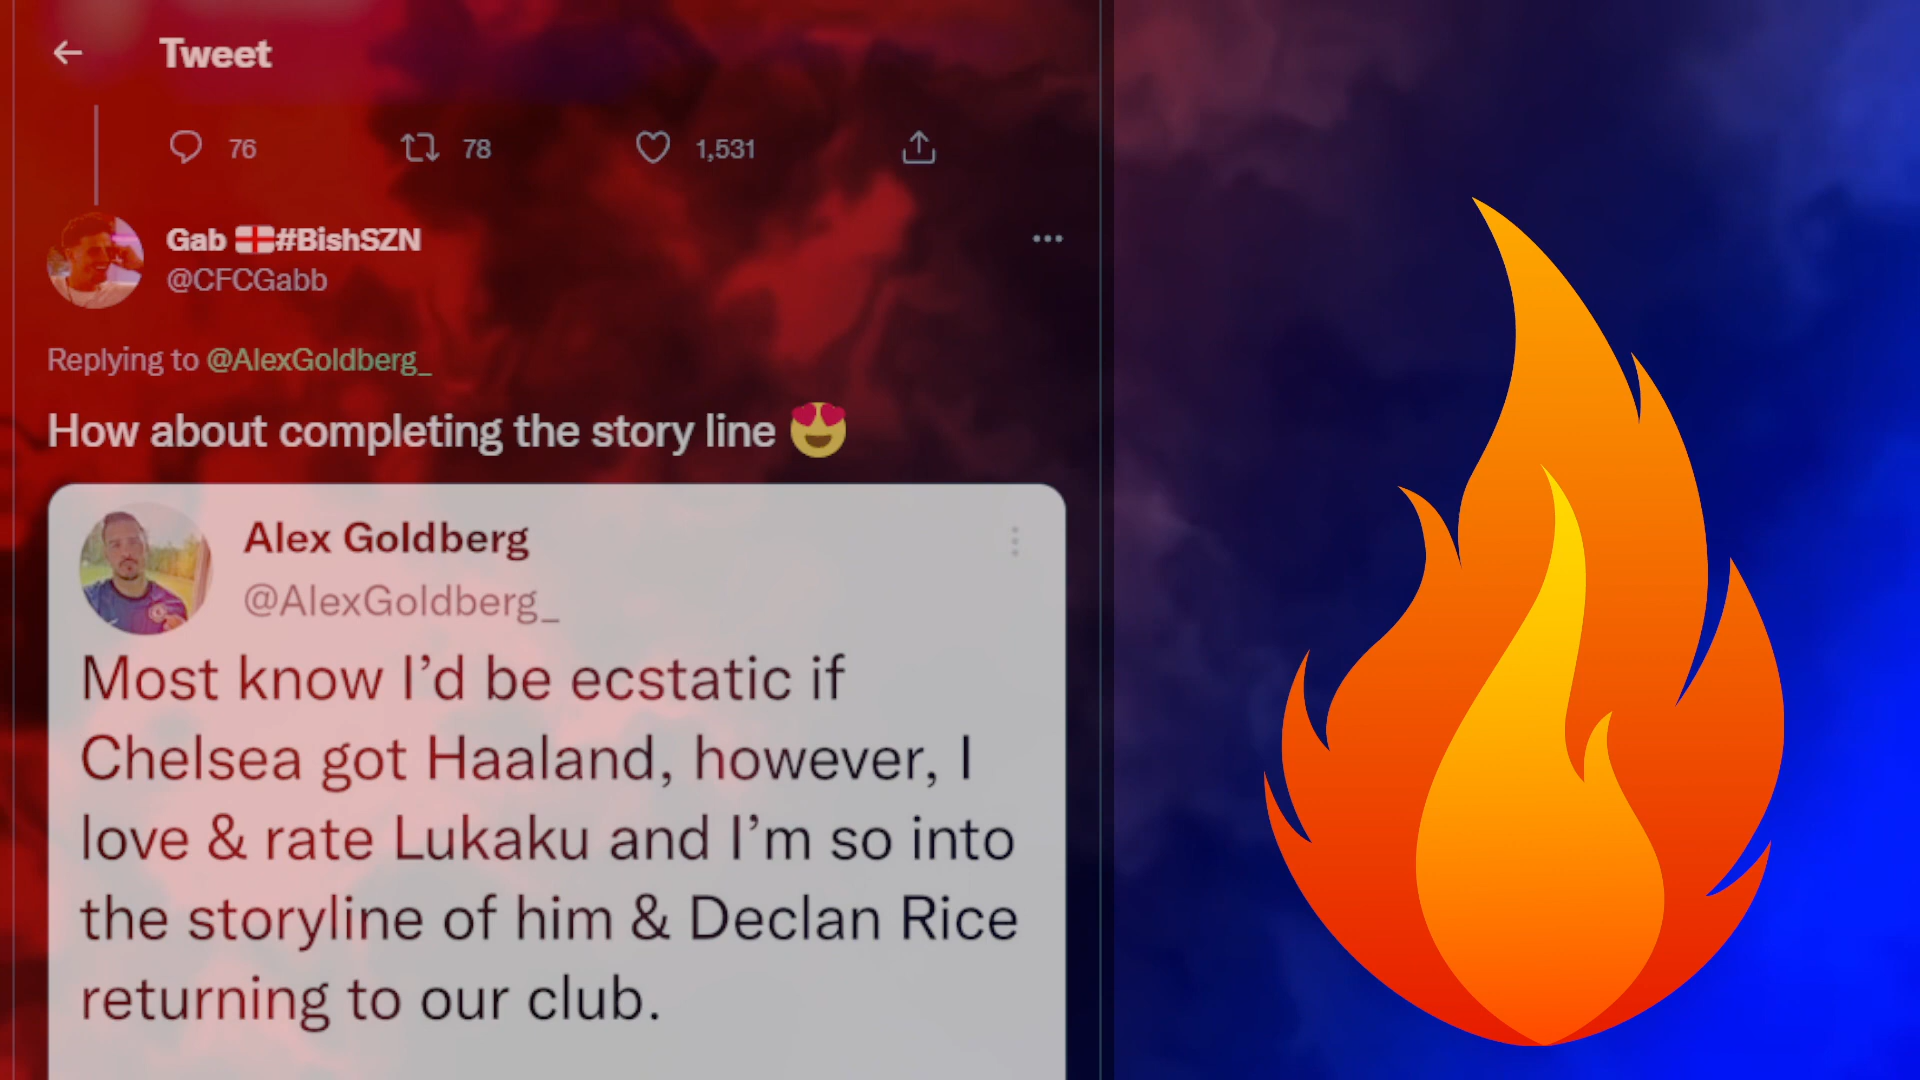 Tweet
76 78 1,531
Gab 🏴󠁧󠁢󠁥󠁮󠁧󠁿#BishSZN
@CFCGabb
Replying to @AlexGoldberg_
How about completing the story line 😍
Alex Goldberg
@AlexGoldberg_
Most know I’d be ecstatic if
Chelsea got Haaland, however, I
love & rate Lukaku and I’m so into
the storyline of him & Declan Rice
returning to our club.